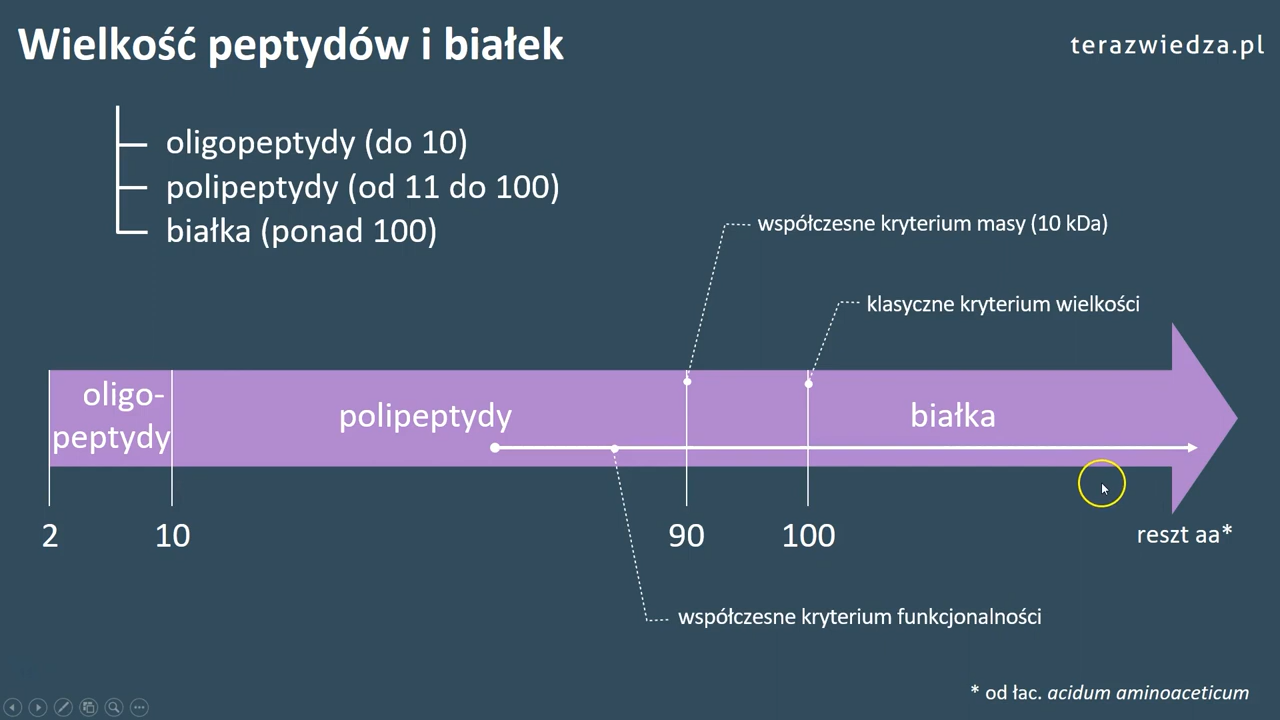 Wielkość peptydów i białek
terazwiedza.pl
oligopeptydy (do 10)
polipeptydy (od 11 do 100)
białka (ponad 100)
współczesne kryterium masy (10 kDa)
klasyczne kryterium wielkości
oligo-
peptydy
polipeptydy
białka
2
10
90
100
reszt aa*
współczesne kryterium funkcjonalności
* od łac. acidum aminoaceticum